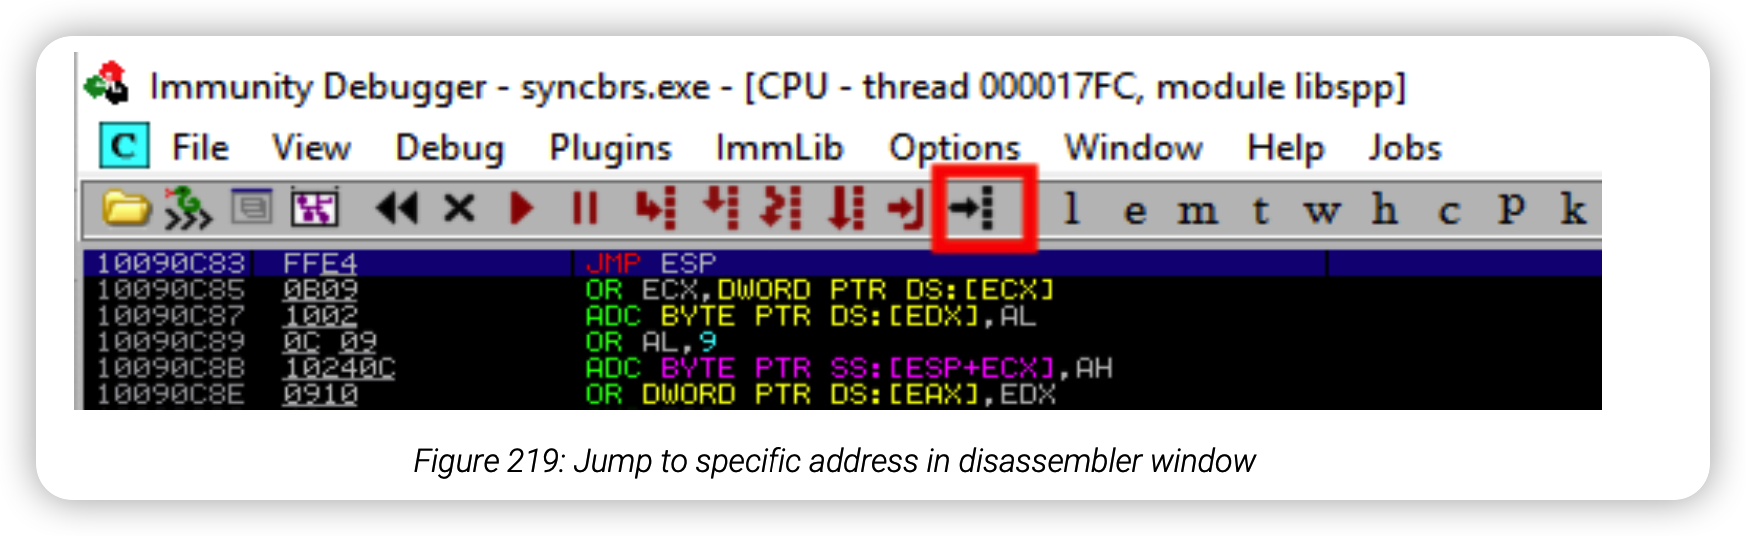 Immunity Debugger - syncbrs.exe - [CPU - thread 000017FC, module libspp]
C File View Debug Plugins ImmLib Options Window Help Jobs
l e m t w h c p k
10090C83 FFE4 JMP ESP
10090C85 0B09 OR ECX,DWORD PTR DS:[ECX]
10090C87 1002 ADC BYTE PTR DS:[EDX],AL
10090C89 0C 09 OR AL,9
10090C8B 10240C ADC BYTE PTR SS:[ESP+ECX],AH
10090C8E 0910 OR DWORD PTR DS:[EAX],EDX
Figure 219: Jump to specific address in disassembler window